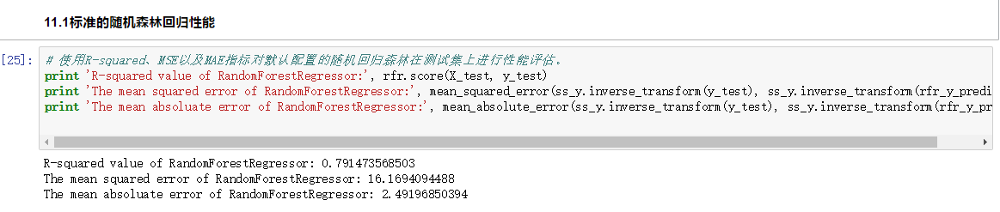 11.1标准的随机森林回归性能
[25]: # 使用R-squared、MSE以及MAE指标对默认配置的随机回归森林在测试集上进行性能评估。
print 'R-squared value of RandomForestRegressor:', rfr.score(X_test, y_test)
print 'The mean squared error of RandomForestRegressor:', mean_squared_error(ss_y.inverse_transform(y_test), ss_y.inverse_transform(rfr_y_predi
print 'The mean absoluate error of RandomForestRegressor:', mean_absolute_error(ss_y.inverse_transform(y_test), ss_y.inverse_transform(rfr_y_pr
R-squared value of RandomForestRegressor: 0.791473568503
The mean squared error of RandomForestRegressor: 16.1694094488
The mean absoluate error of RandomForestRegressor: 2.49196850394